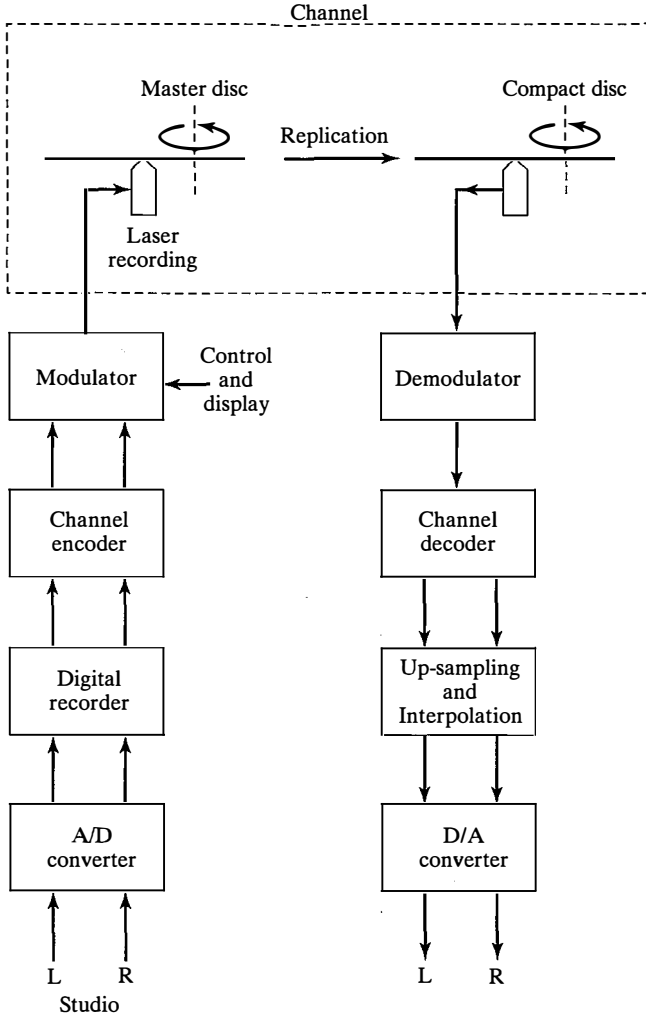 Channel
Master disc
Compact disc
Replication
Laser
recording
Modulator
Control
and
display
Demodulator
Channel
encoder
Channel
decoder
Digital
recorder
Up-sampling
and
Interpolation
A/D
converter
D/A
converter
L R
Studio
L R